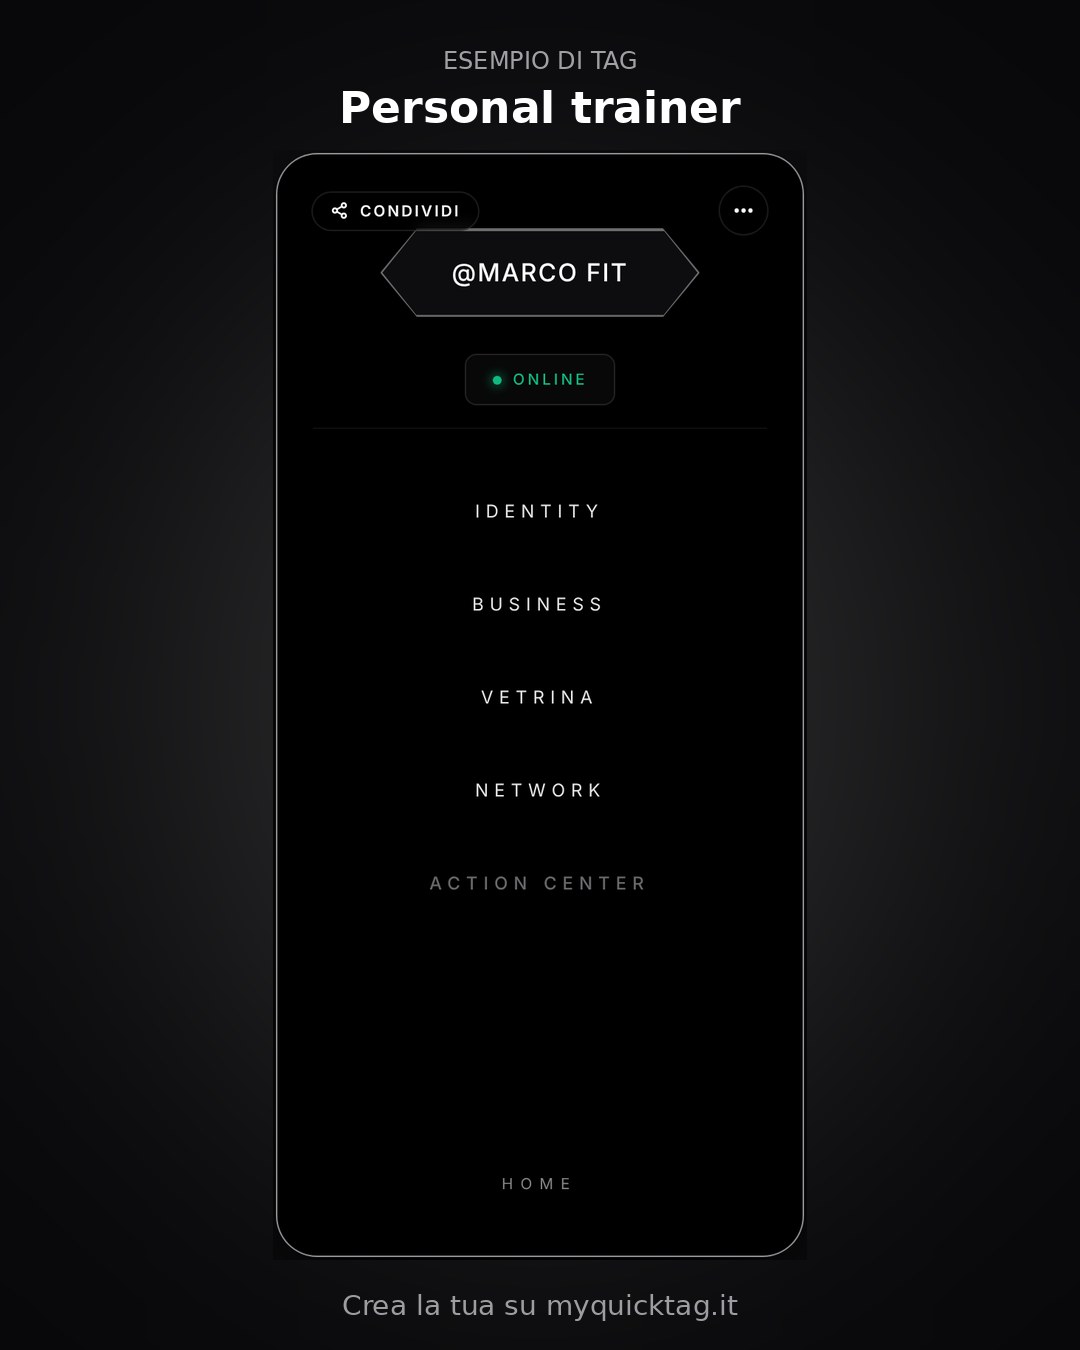 ESEMPIO DI TAG
Personal trainer
CONDIVIDI
@MARCO FIT
ONLINE
IDENTITY
BUSINESS
VETRINA
NETWORK
ACTION CENTER
HOME
Crea la tua su myquicktag.it